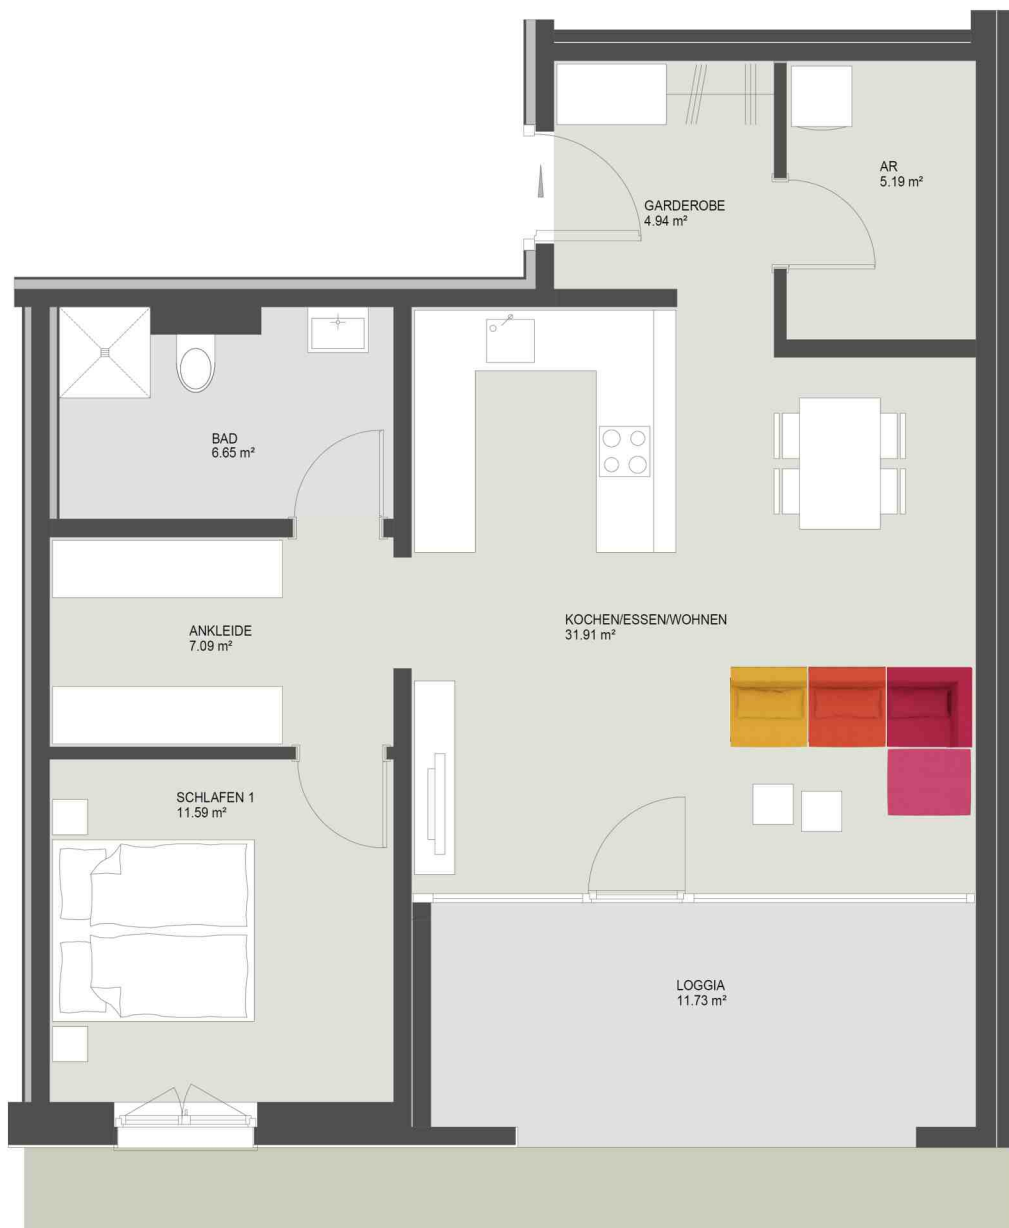 AR
5.19 m²
GARDEROBE
4.94 m²
BAD
6.65 m²
KOCHEN/ESSEN/WOHNEN
31.91 m²
ANKLEIDE
7.09 m²
SCHLAFEN 1
11.59 m²
LOGGIA
11.73 m²